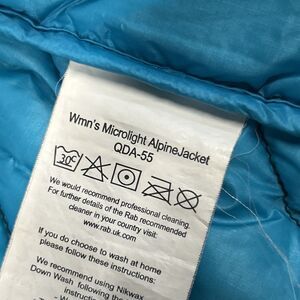 Wmn's Microlight AlpineJacket
QDA-55
30°
We would recommend professional cleaning.
For further details of the Rab recommended
cleaner in your country visit:
www.rab.uk.com
If you do choose to wash at home
please follow these instructions:
We recommend using Nikwax
Down Wash following the
instructions: